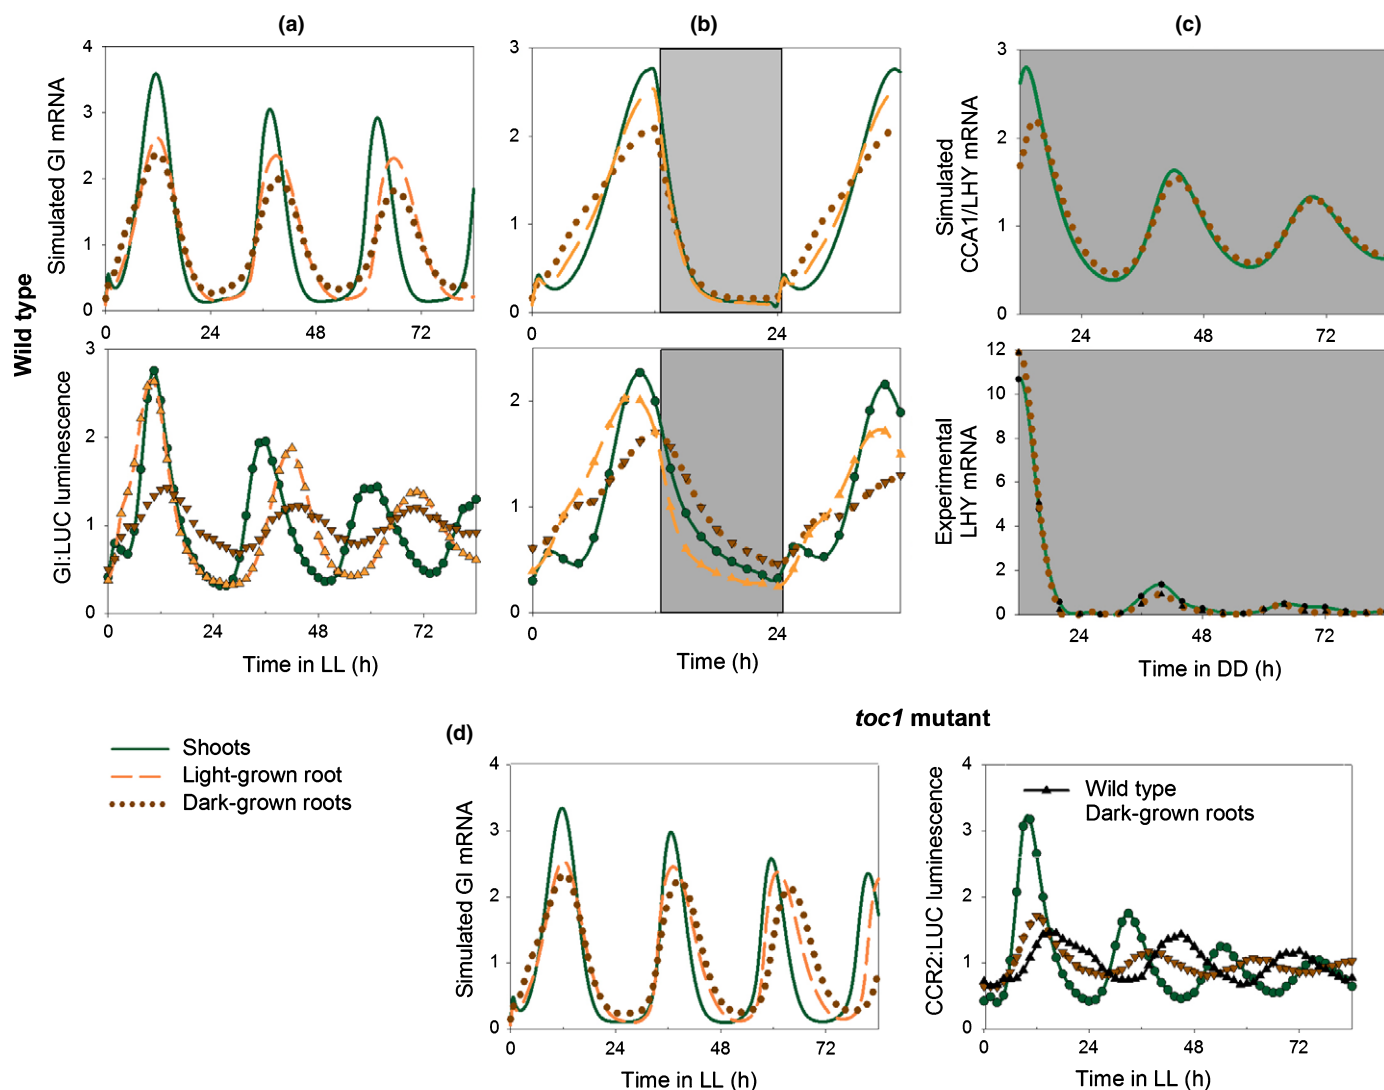 (a)
(b)
(c)
Wild type
Simulated GI mRNA
4
3
2
1
0
0
24
48
72
3
2
1
0
0
24
Simulated
CCA1/LHY mRNA
3
2
1
0
24
48
72
GI:LUC luminescence
3
2
1
0
0
24
48
72
Time in LL (h)
2
1
0
0
24
Time (h)
Experimental
LHY mRNA
12
10
8
6
4
2
0
24
48
72
Time in DD (h)
toc1 mutant
(d)
Shoots
Light-grown root
Dark-grown roots
Simulated GI mRNA
4
3
2
1
0
0
24
48
72
Time in LL (h)
CCR2:LUC luminescence
4
3
2
1
0
Wild type
Dark-grown roots
0
24
48
72
Time in LL (h)